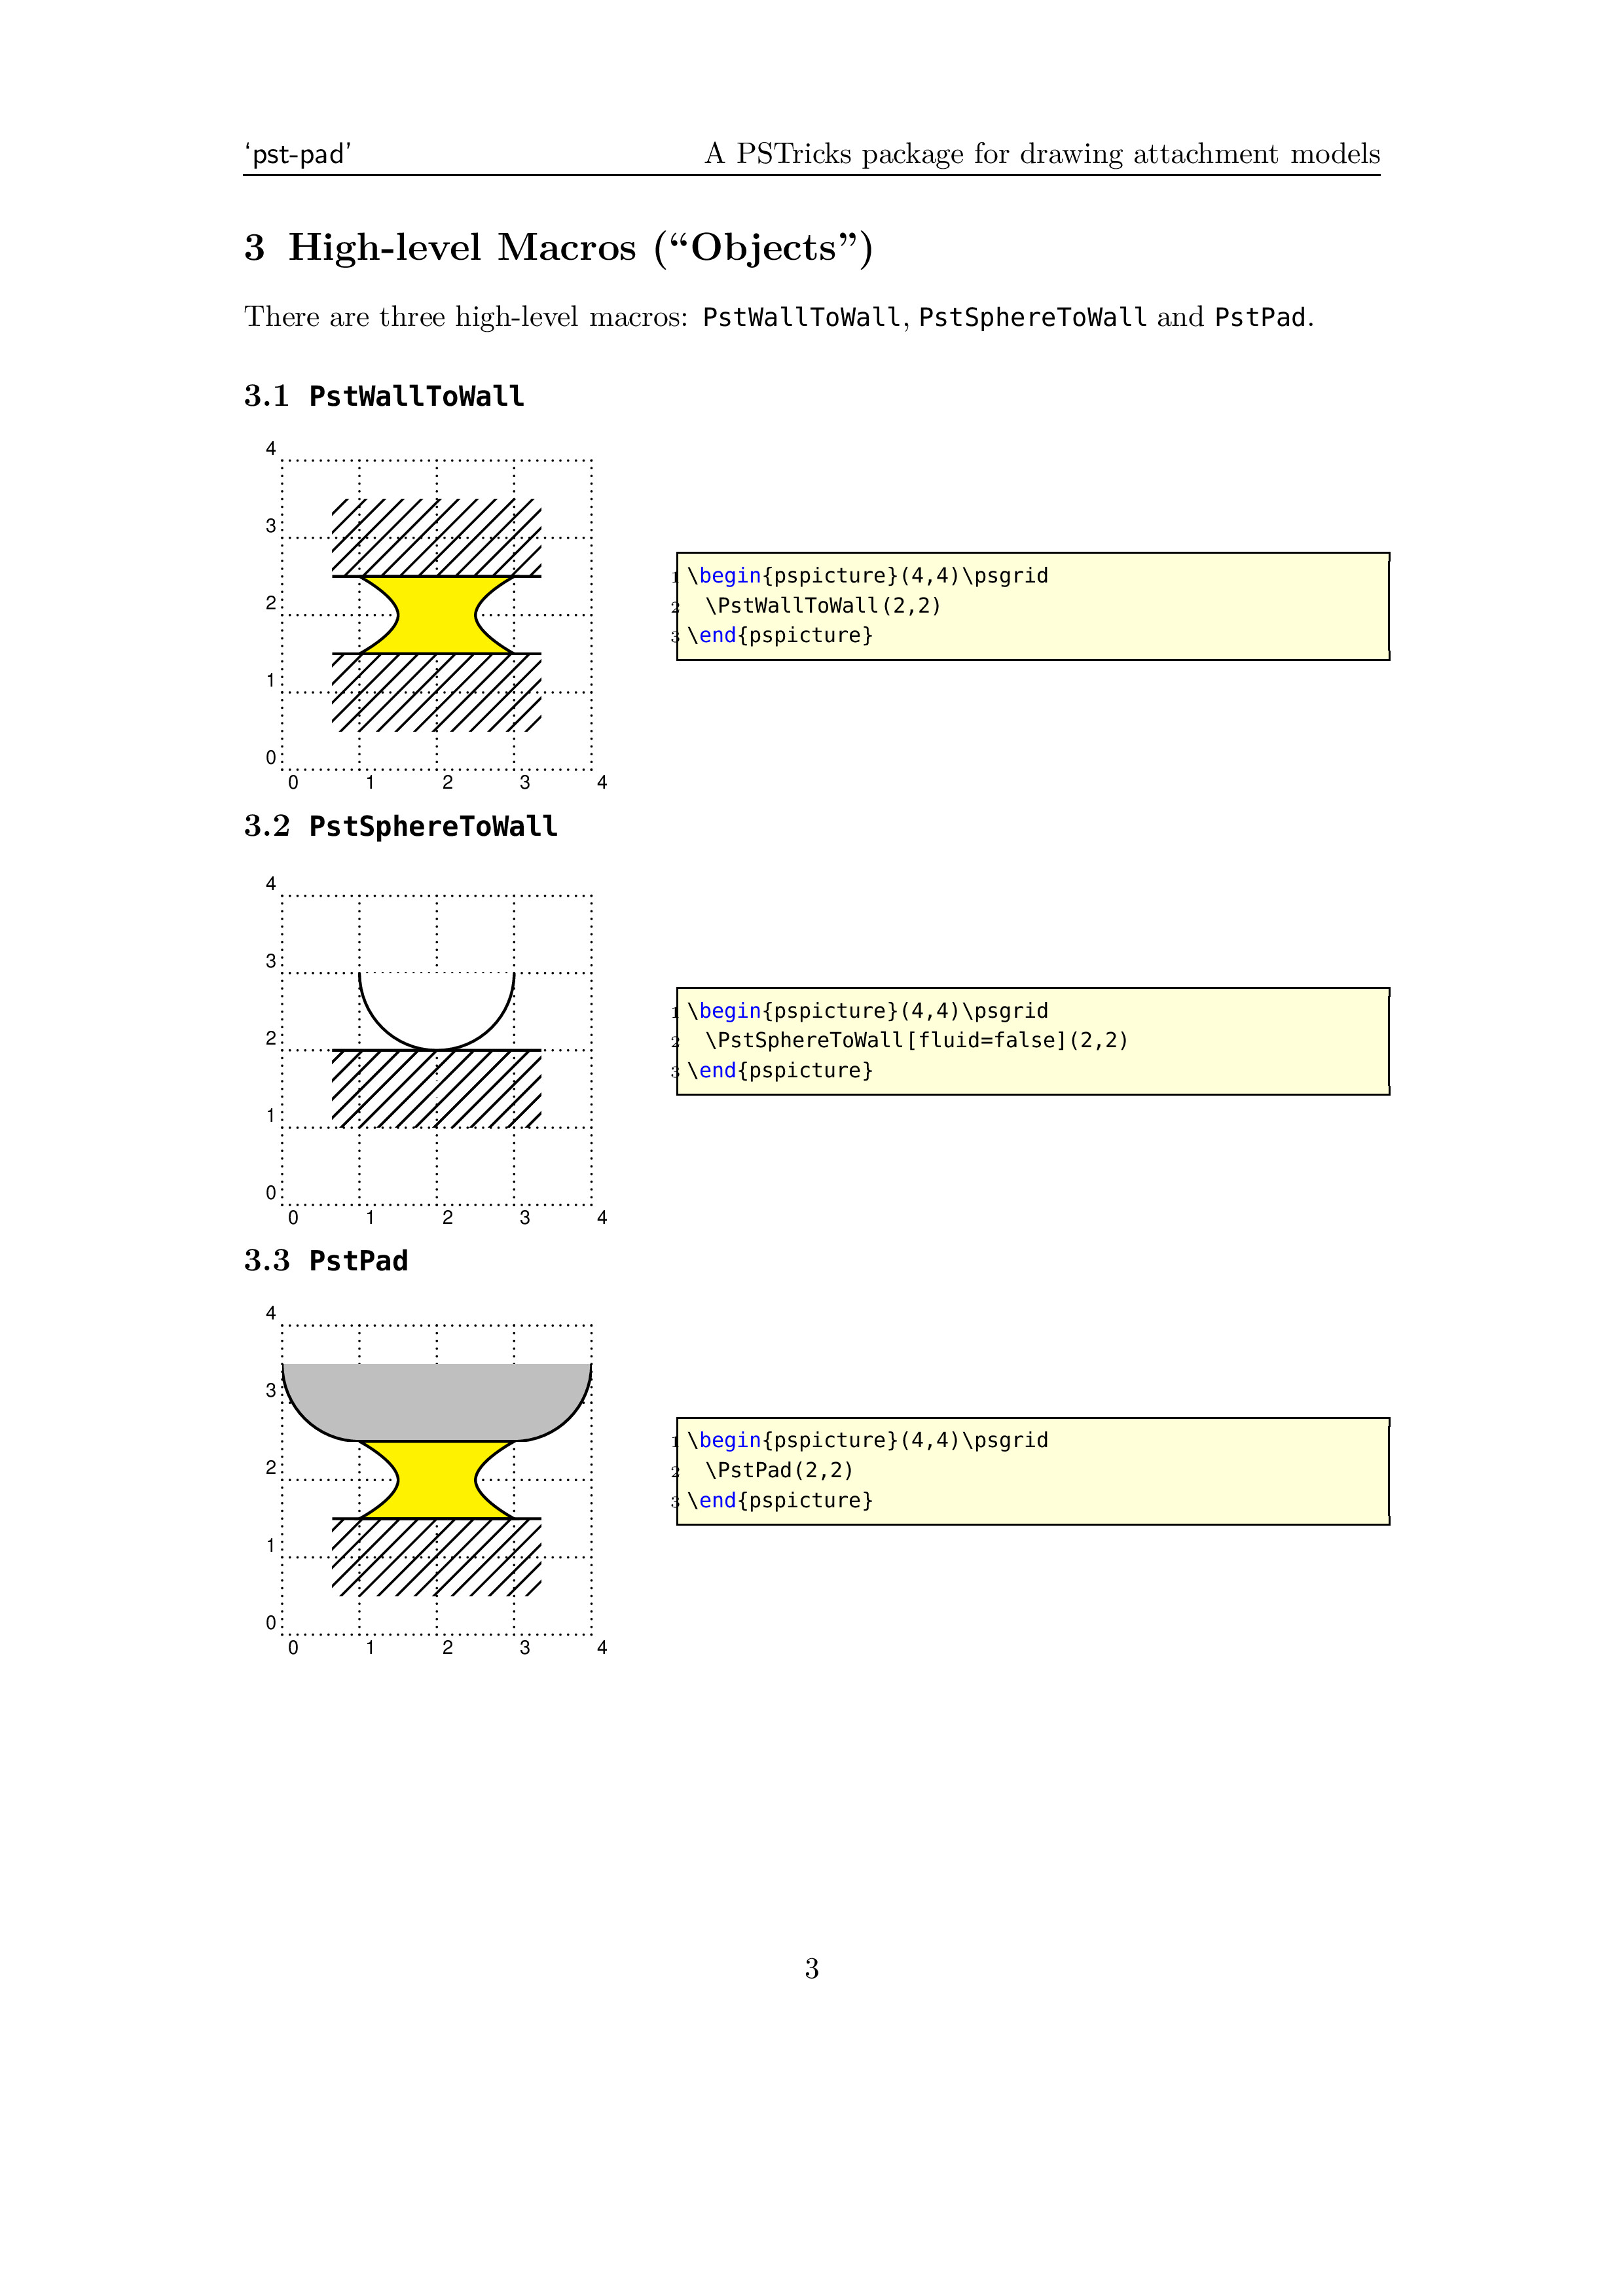 ‘pst-pad’ A PSTricks package for drawing attachment models
3 High-level Macros (“Objects”)
There are three high-level macros: PstWallToWall, PstSphereToWall and PstPad.
3.1 PstWallToWall
4
3
2
1
0
0 1 2 3 4
1 \begin{pspicture}(4,4)\psgrid
2 \PstWallToWall(2,2)
3 \end{pspicture}
3.2 PstSphereToWall
4
3
2
1
0
0 1 2 3 4
1 \begin{pspicture}(4,4)\psgrid
2 \PstSphereToWall[fluid=false](2,2)
3 \end{pspicture}
3.3 PstPad
4
3
2
1
0
0 1 2 3 4
1 \begin{pspicture}(4,4)\psgrid
2 \PstPad(2,2)
3 \end{pspicture}
3